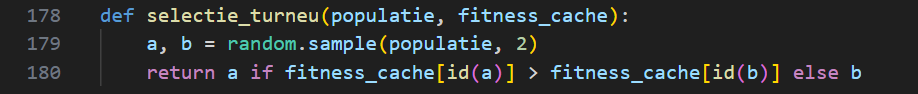 178 def selectie_turneu(populatie, fitness_cache):
179     a, b = random.sample(populatie, 2)
180     return a if fitness_cache[id(a)] > fitness_cache[id(b)] else b